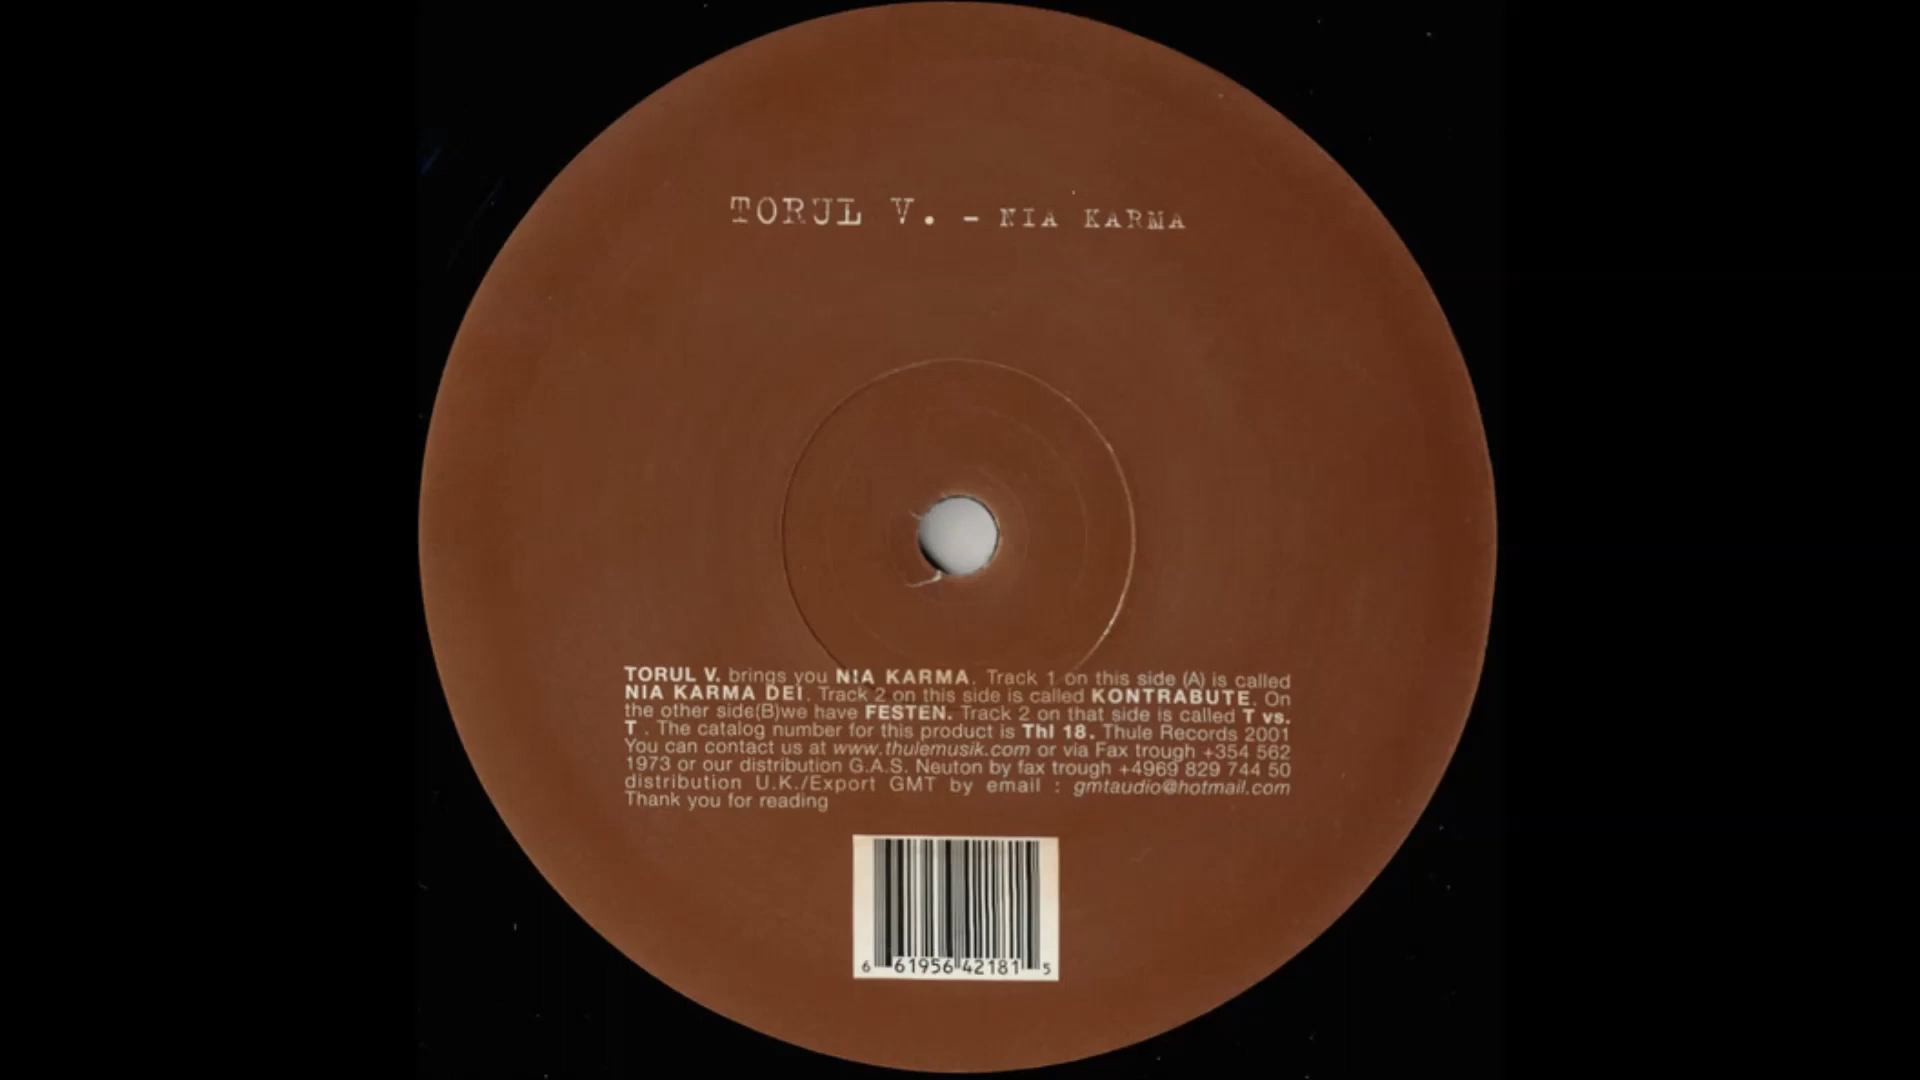 TORUL V. - NIA KARMA
TORUL V. brings you NIA KARMA. Track 1 on this side (A) is called
NIA KARMA DEI. Track 2 on this side is called KONTRABUTE. On
the other side(B)we have FESTEN. Track 2 on that side is called T vs.
T . The catalog number for this product is Thl 18. Thule Records 2001
You can contact us at www.thulemusik.com or via Fax trough +354 562
1973 or our distribution G.A.S. Neuton by fax trough +4969 829 744 50
distribution U.K./Export GMT by email : gmtaudio@hotmail.com
Thank you for reading
6 61956 42181 5